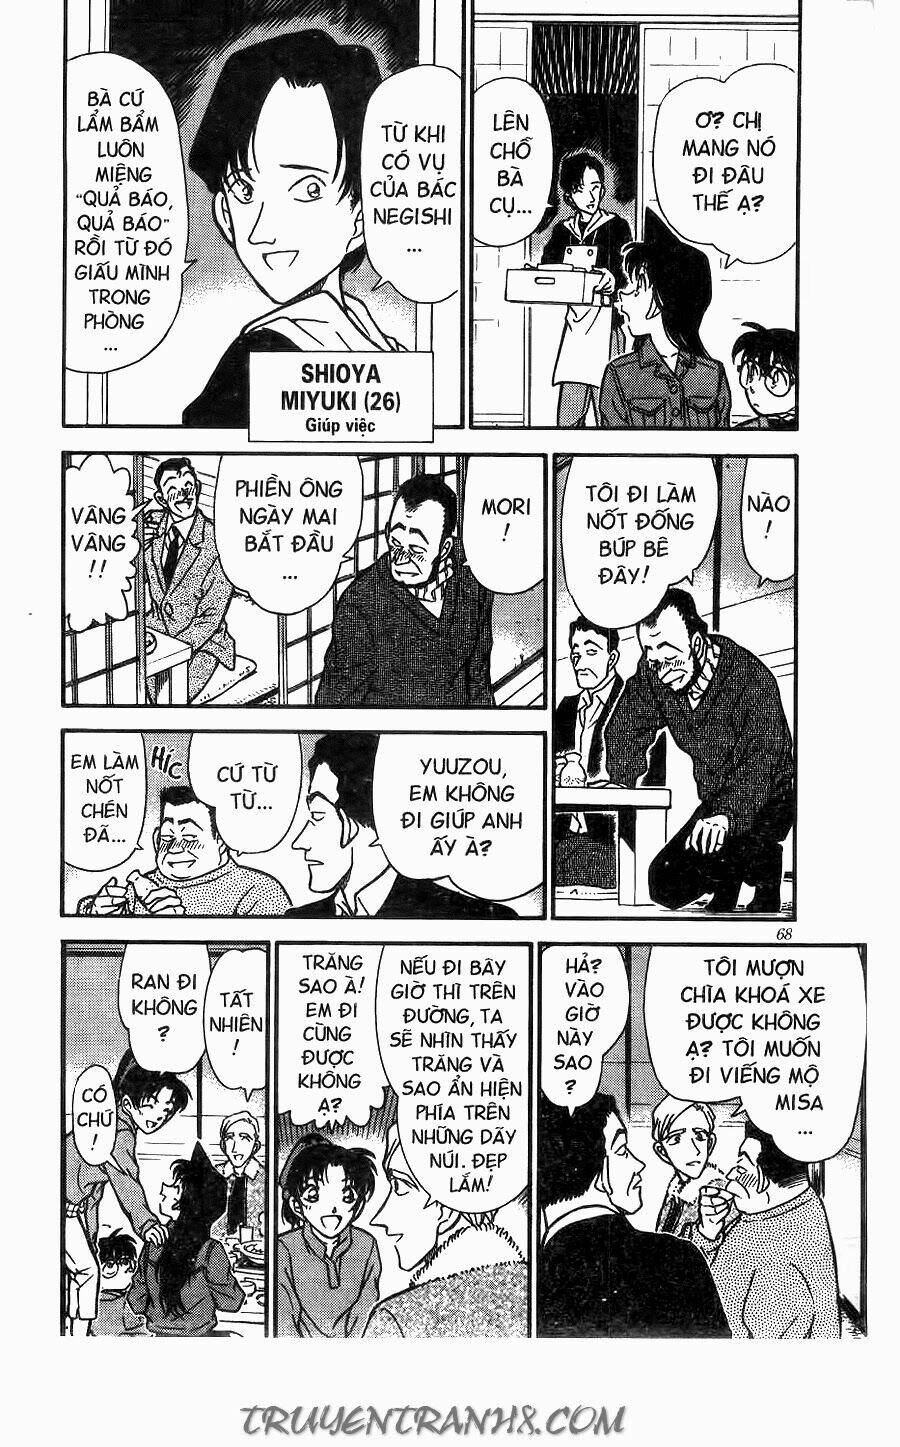 Ơ? CHỊ
MANG NÓ
ĐI ĐÂU
THẾ Ạ?
LÊN
CHỖ
BÀ
CỤ...
TỪ KHI
CÓ VỤ
CỦA BÁC
NEGISHI
...
BÀ CỨ
LẨM BẨM
LUÔN
MIỆNG
"QUẢ BÁO,
QUẢ BÁO"
RỒI TỪ ĐÓ
GIẤU MÌNH
TRONG
PHÒNG
...
SHIOYA
MIYUKI (26)
Giúp việc
NÀO
!
TÔI ĐI LÀM
NỐT ĐỐNG
BÚP BÊ
ĐÂY!
MORI
!
PHIỀN ÔNG
NGÀY MAI
BẮT ĐẦU
...
VÂNG
VÂNG
!!
YUUZOU,
EM KHÔNG
ĐI GIÚP ANH
ẤY À?
CỨ TỪ
TỪ...
HÍC
EM LÀM
NỐT
CHÉN
ĐÃ...
68
TÔI MƯỢN
CHÌA KHOÁ XE
ĐƯỢC KHÔNG
Ạ? TÔI MUỐN
ĐI VIẾNG MỘ
MISA
...
HẢ?
VÀO
GIỜ
NÀY
SAO
?
NẾU ĐI BÂY
GIỜ THÌ TRÊN
ĐƯỜNG, TA
SẼ NHÌN THẤY
TRĂNG VÀ
SAO ẨN HIỆN
PHÍA TRÊN
NHỮNG DÃY
NÚI. ĐẸP
LẮM!
TRĂNG
SAO À!
EM ĐI
CÙNG
ĐƯỢC
KHÔNG
Ạ?
TẤT
NHIÊN
!
RAN ĐI
KHÔNG
?
CÓ
CHỨ
!
TRUYENTRANH8.COM